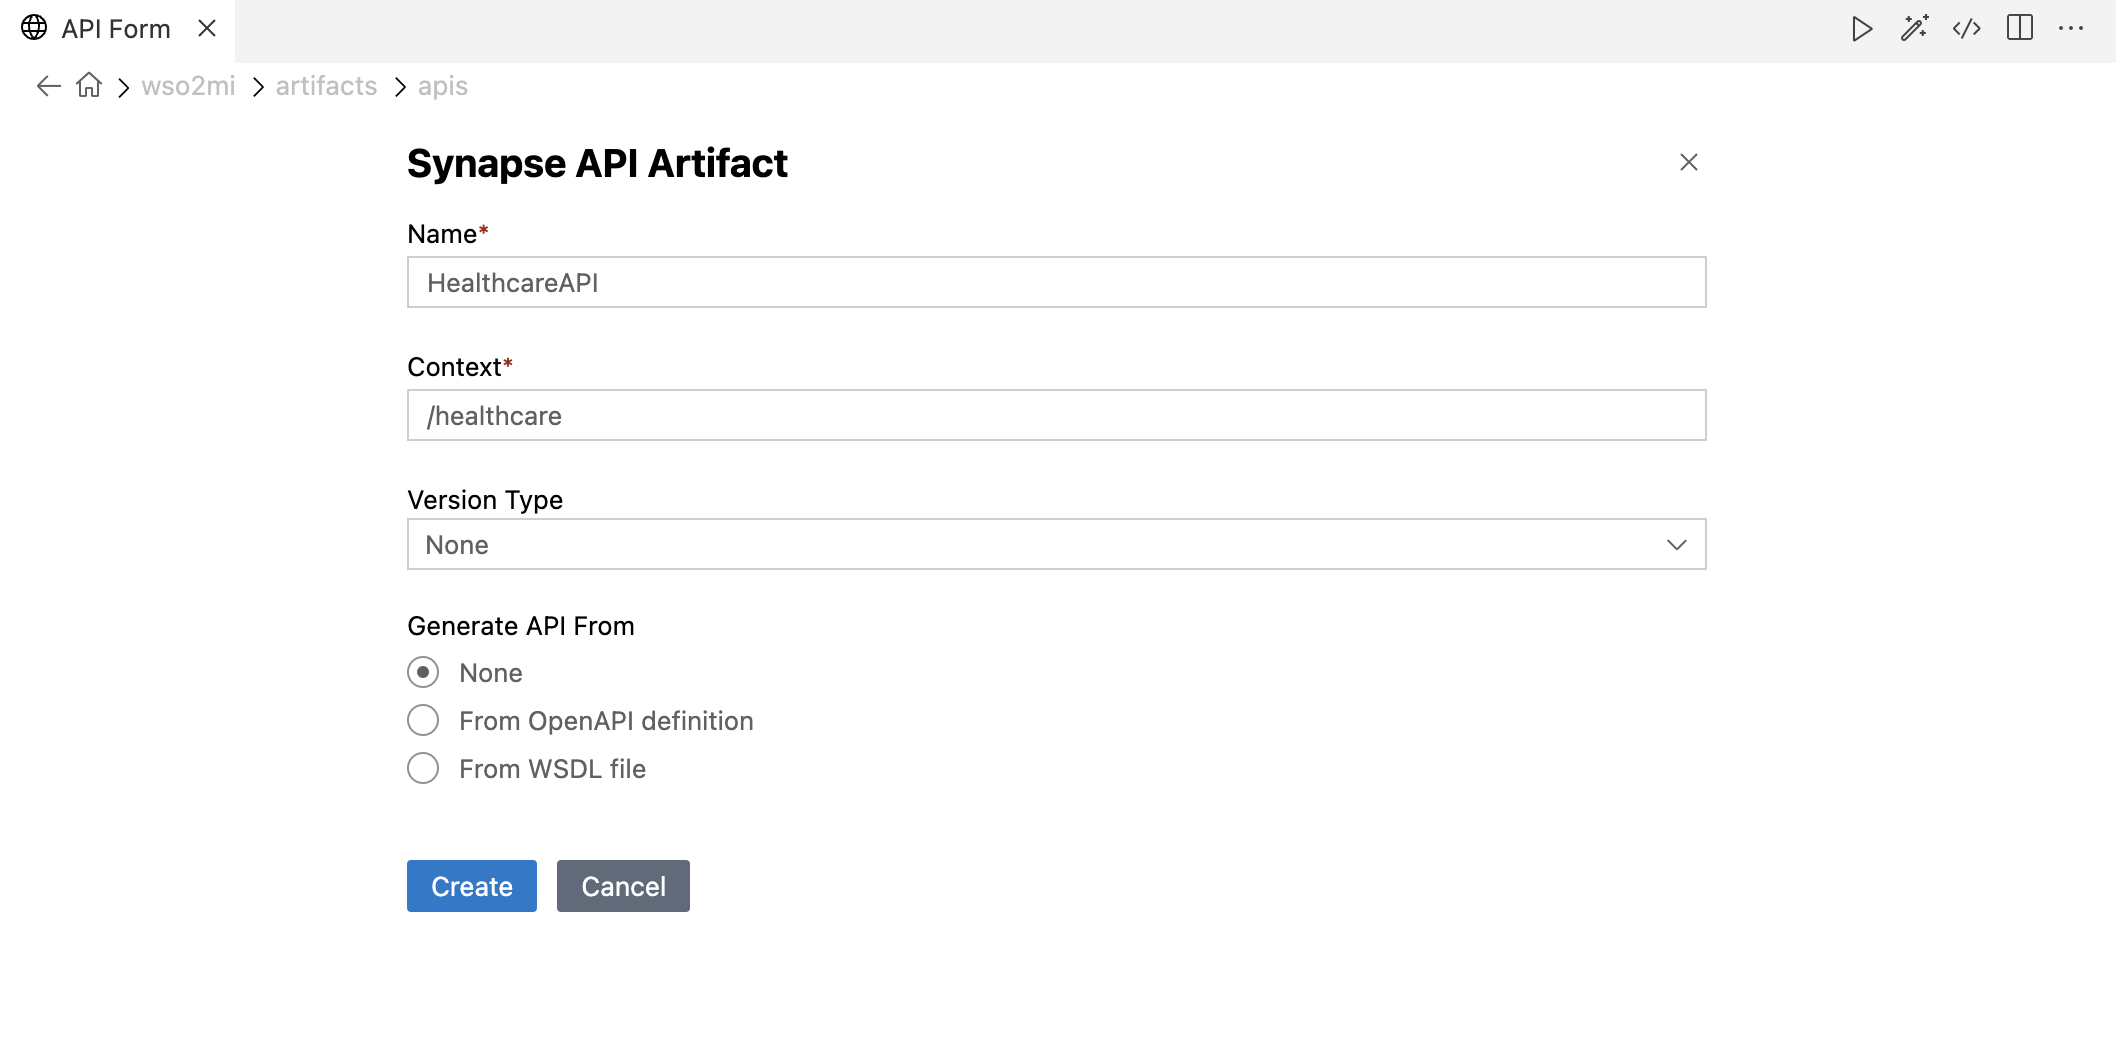 API Form
wso2mi > artifacts > apis
Synapse API Artifact
Name*
HealthcareAPI
Context*
/healthcare
Version Type
None
Generate API From
None
From OpenAPI definition
From WSDL file
Create Cancel